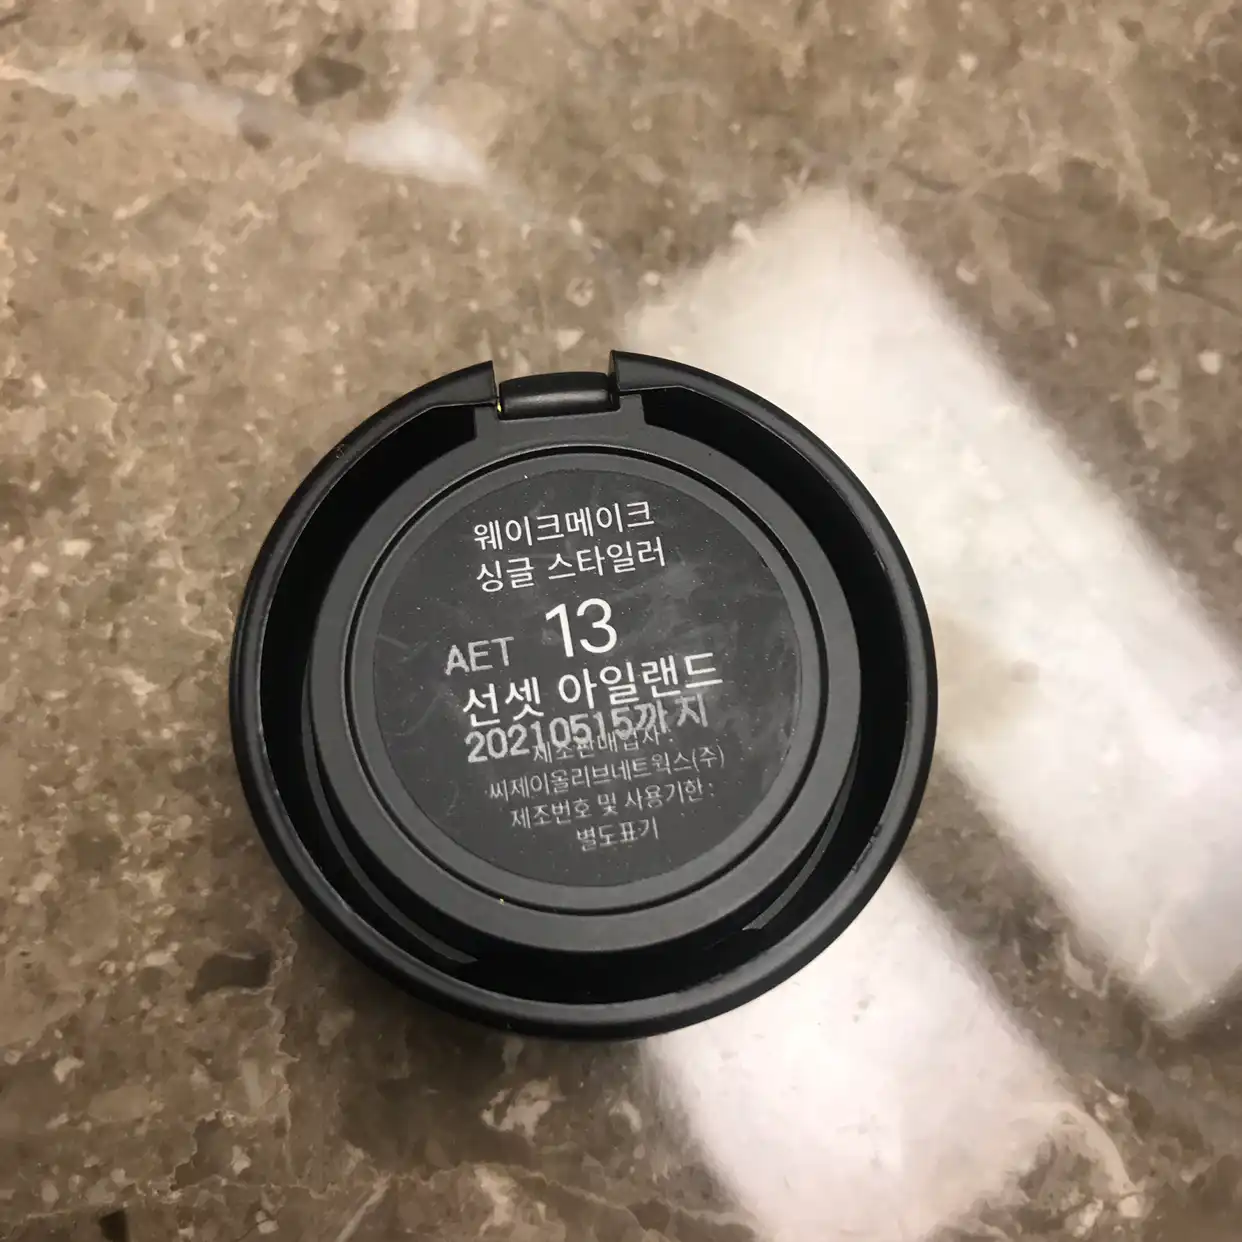 웨이크메이크
싱글 스타일러
13
AET
선셋 아일랜드
20210515까지
제조판매업사
씨제이올리브네트웍스(주)
제조번호 및 사용기한 :
별도표기